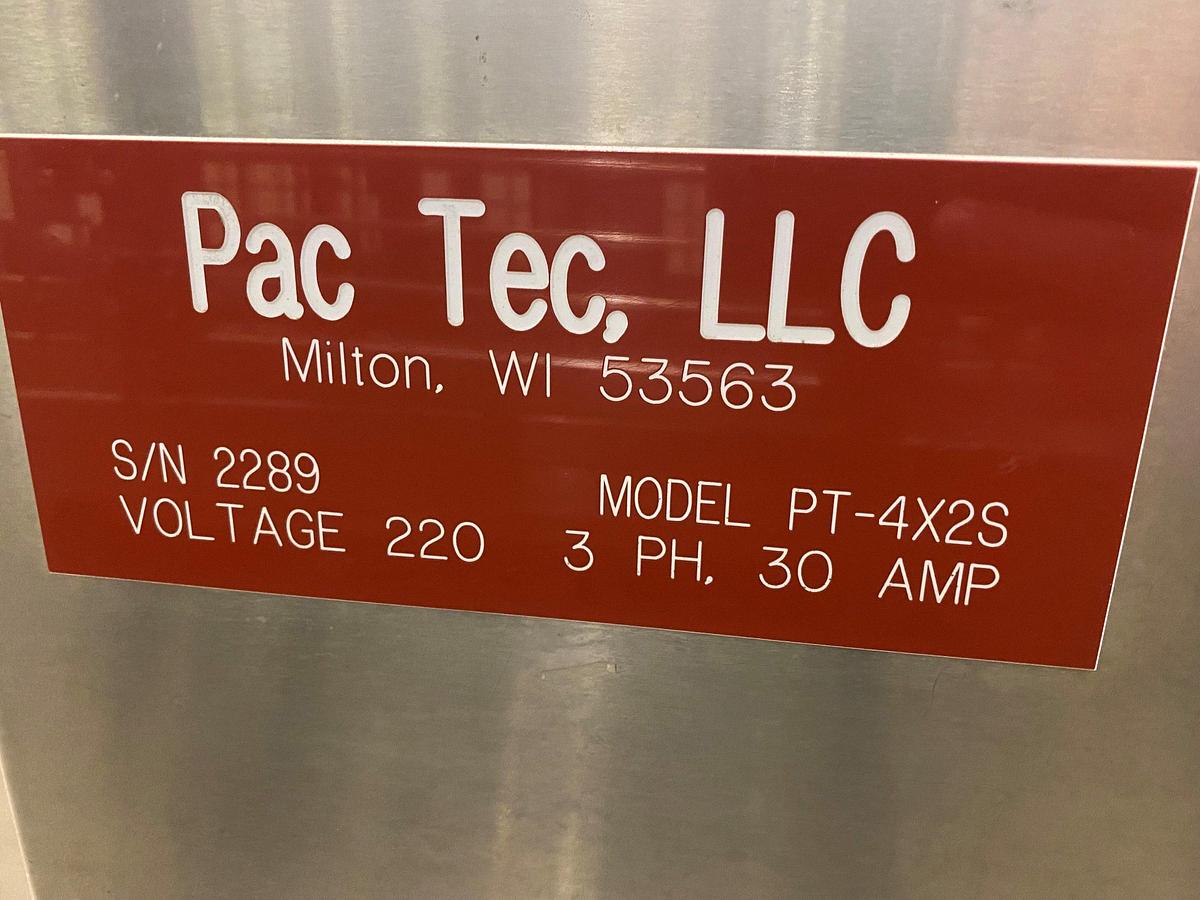 Pac Tec, LLC
Milton, WI 53563
S/N 2289 MODEL PT-4X2S
VOLTAGE 220 3 PH, 30 AMP